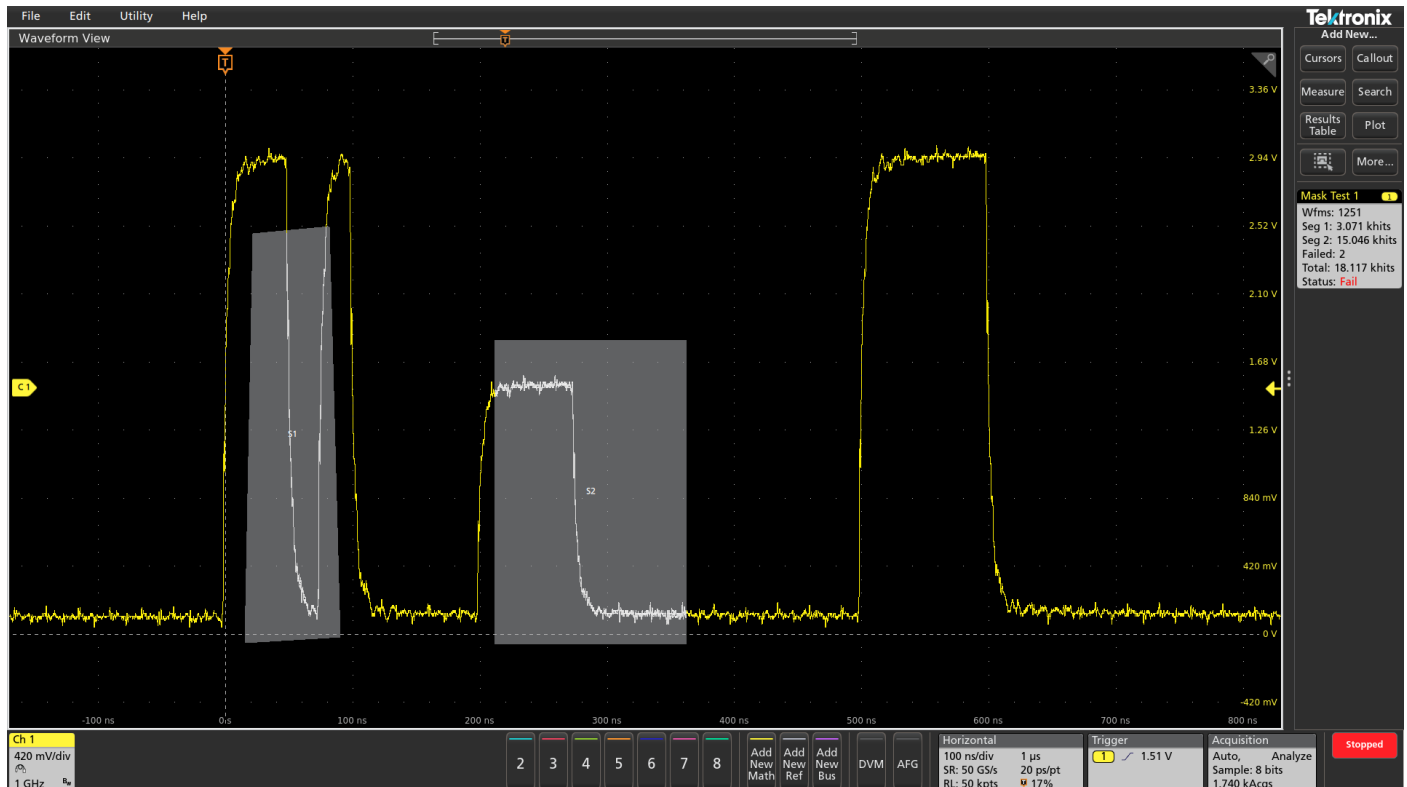 File Edit Utility Help
Tektronix
Waveform View
Add New...
T
T
Cursors Callout
Measure Search
Results Table Plot
More...
3.36 V
2.94 V
2.52 V
2.10 V
1.68 V
1.26 V
840 mV
420 mV
0 V
-420 mV
C 1
S1
S2
-100 ns 0 s 100 ns 200 ns 300 ns 400 ns 500 ns 600 ns 700 ns 800 ns
Mask Test 1 1
Wfms: 1251
Seg 1: 3.071 khits
Seg 2: 15.046 khits
Failed: 2
Total: 18.117 khits
Status: Fail
Ch 1
420 mV/div
1 GHz Bw
2 3 4 5 6 7 8
Add New Math
Add New Ref
Add New Bus
DVM AFG
Horizontal
100 ns/div 1 µs
SR: 50 GS/s 20 ps/pt
RL: 50 kpts 17%
Trigger
1 1.51 V
Acquisition
Auto, Analyze
Sample: 8 bits
1.740 kAcqs
Stopped